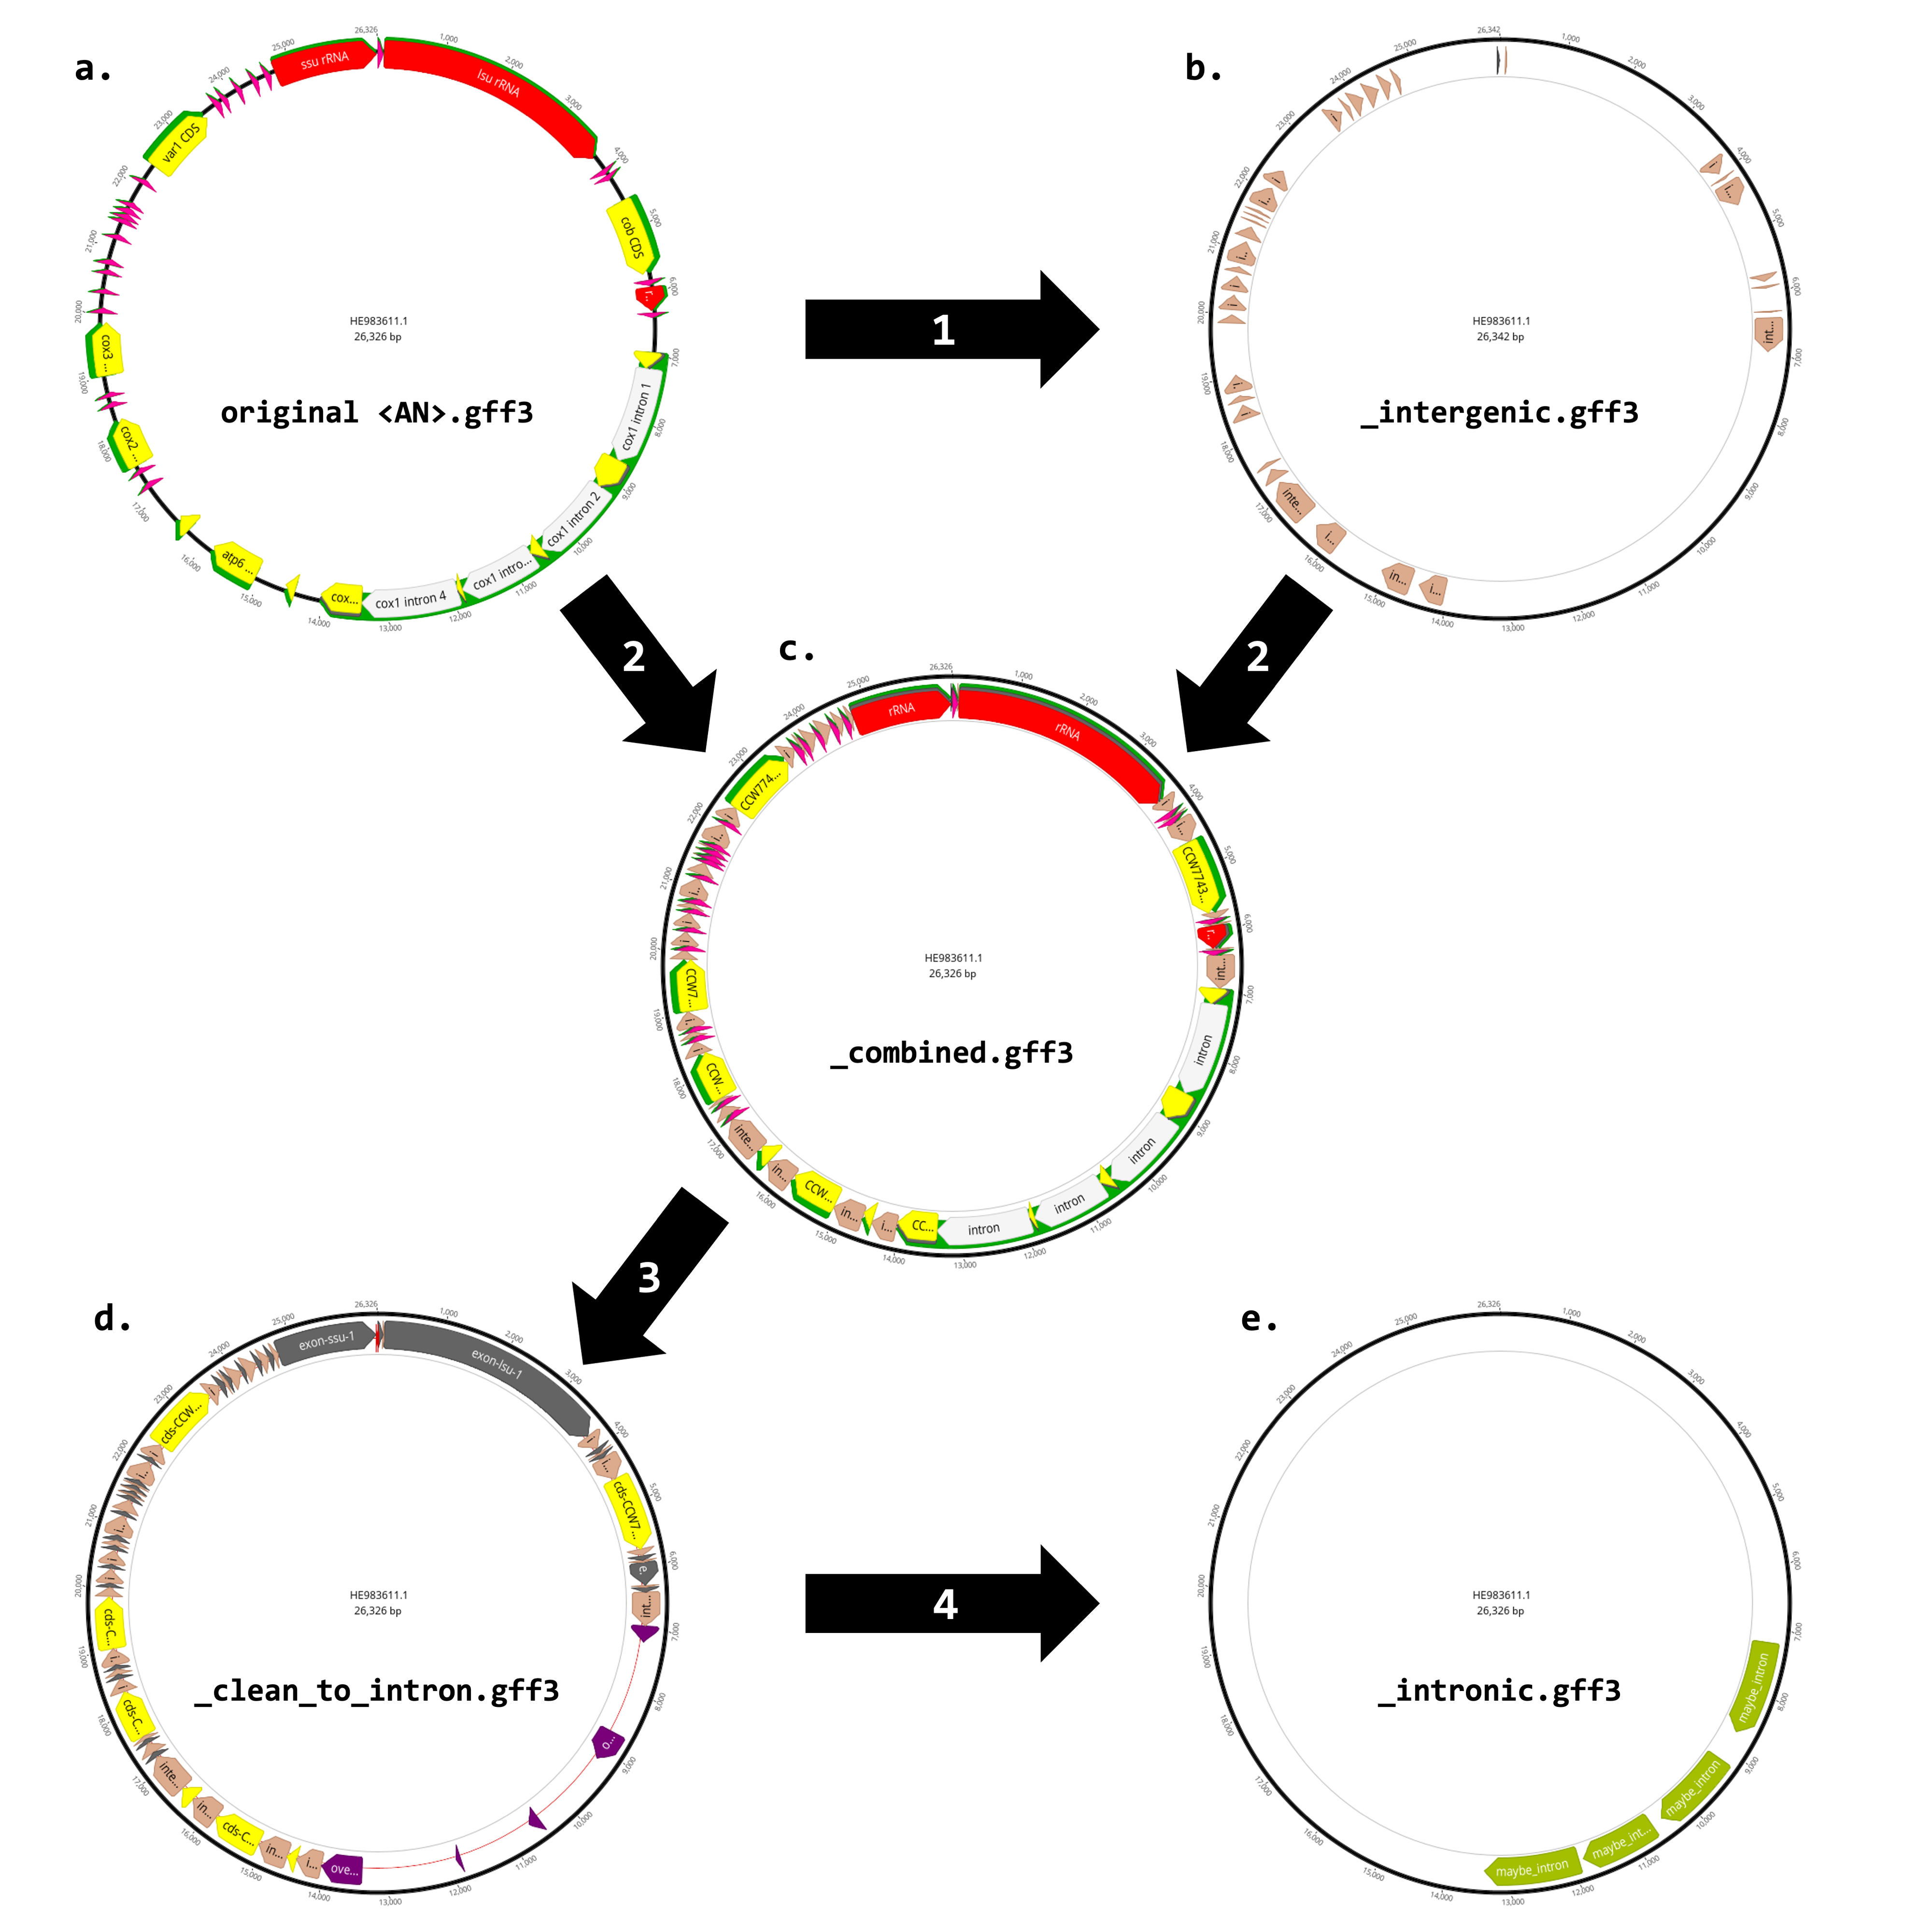 a.
26,326
1,000
2,000
3,000
4,000
5,000
6,000
7,000
8,000
9,000
10,000
11,000
12,000
13,000
14,000
15,000
16,000
17,000
18,000
19,000
20,000
21,000
22,000
23,000
24,000
25,000
ssu rRNA
lsu rRNA
cob CDS
r...
cox1 intron 1
cox1 intron 2
cox1 intro...
cox1 intron 4
cox...
atp6 ...
cox2 ...
cox3 ...
var1 CDS
HE983611.1
26,326 bp
original <AN>.gff3
1
b.
26,342
1,000
2,000
3,000
4,000
5,000
6,000
7,000
8,000
9,000
10,000
11,000
12,000
13,000
14,000
15,000
16,000
17,000
18,000
19,000
20,000
21,000
22,000
23,000
24,000
25,000
i...
int...
i...
in...
i...
inte...
HE983611.1
26,342 bp
_intergenic.gff3
2
2
c.
26,326
1,000
2,000
3,000
4,000
5,000
6,000
7,000
8,000
9,000
10,000
11,000
12,000
13,000
14,000
15,000
16,000
17,000
18,000
19,000
20,000
21,000
22,000
23,000
24,000
25,000
rRNA
rRNA
i...
CCW7743...
r...
int...
intron
intron
intron
intron
CC...
i...
in...
CCW...
in...
inte...
CCW...
CCW7...
CCW774...
HE983611.1
26,326 bp
_combined.gff3
3
d.
26,326
1,000
2,000
3,000
4,000
5,000
6,000
7,000
8,000
9,000
10,000
11,000
12,000
13,000
14,000
15,000
16,000
17,000
18,000
19,000
20,000
21,000
22,000
23,000
24,000
25,000
exon-ssu-1
exon-lsu-1
i...
cds-CCW7...
e...
int...
o...
ove...
i...
in...
cds-C...
in...
inte...
cds-C...
cds-C...
cds-CCW...
HE983611.1
26,326 bp
_clean_to_intron.gff3
4
e.
26,326
1,000
2,000
3,000
4,000
5,000
6,000
7,000
8,000
9,000
10,000
11,000
12,000
13,000
14,000
15,000
16,000
17,000
18,000
19,000
20,000
21,000
22,000
23,000
24,000
25,000
maybe_intron
maybe_intron
maybe_int...
maybe_intron
HE983611.1
26,326 bp
_intronic.gff3